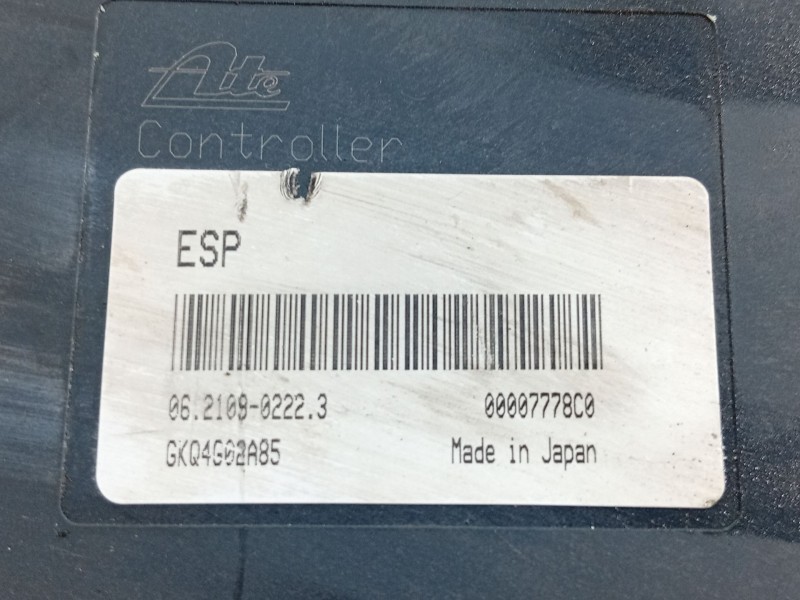 Ate
Controller
ESP
06.2109-0222.3 00007778C0
GKQ4G02A85 Made in Japan